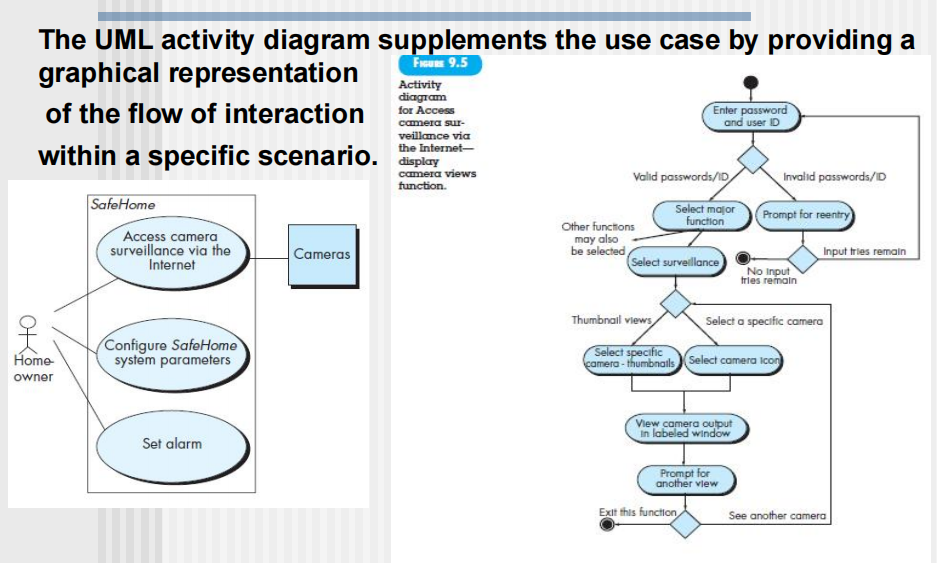 The UML activity diagram supplements the use case by providing a
graphical representation
of the flow of interaction
within a specific scenario.
FIGURE 9.5
Activity
diagram
for Access
camera sur-
veillance via
the Internet—
display
camera views
function.
SafeHome
Access camera
surveillance via the
Internet
Cameras
Configure SafeHome
system parameters
Home-
owner
Set alarm
Enter password
and user ID
Valid passwords/ID
Invalid passwords/ID
Select major
function
Prompt for reentry
Other functions
may also
be selected
Input tries remain
Select surveillance
No input
tries remain
Thumbnail views
Select a specific camera
Select specific
camera - thumbnails
Select camera icon
View camera output
in labeled window
Prompt for
another view
Exit this function
See another camera